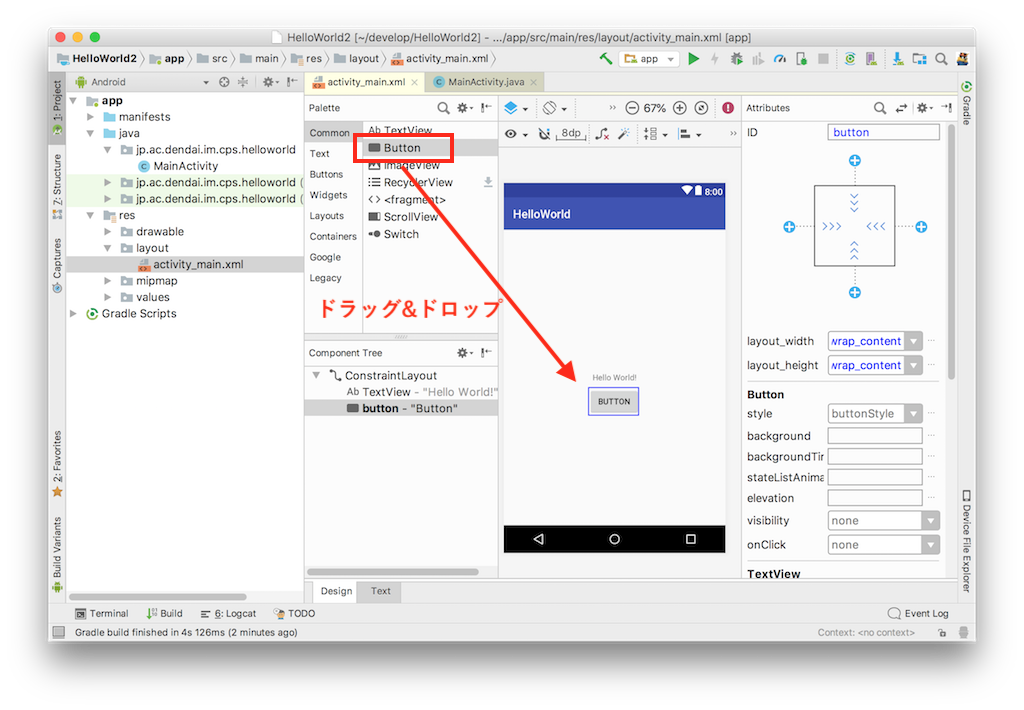 HelloWorld2 [~/develop/HelloWorld2] - .../app/src/main/res/layout/activity_main.xml [app]
HelloWorld2 app src main res layout activity_main.xml app
1: Project
7: Structure
Captures
2: Favorites
Build Variants
Android
app
manifests
java
jp.ac.dendai.im.cps.helloworld
MainActivity
jp.ac.dendai.im.cps.helloworld (
jp.ac.dendai.im.cps.helloworld (
res
drawable
layout
activity_main.xml
mipmap
values
Gradle Scripts
activity_main.xml MainActivity.java
Palette
Common
Text
Buttons
Widgets
Layouts
Containers
Google
Legacy
Ab TextView
Button
ImageView
RecyclerView
<fragment>
ScrollView
Switch
ドラッグ&ドロップ
Component Tree
ConstraintLayout
Ab TextView - "Hello World!"
button - "Button"
67%
8dp
8:00
HelloWorld
Hello World!
BUTTON
Design Text
Attributes
ID button
layout_width wrap_content
layout_height wrap_content
Button
style buttonStyle
background
backgroundTir
stateListAnima
elevation
visibility none
onClick none
TextView
Gradle
Device File Explorer
Terminal Build 6: Logcat TODO Event Log
Gradle build finished in 4s 126ms (2 minutes ago) Context: <no context>